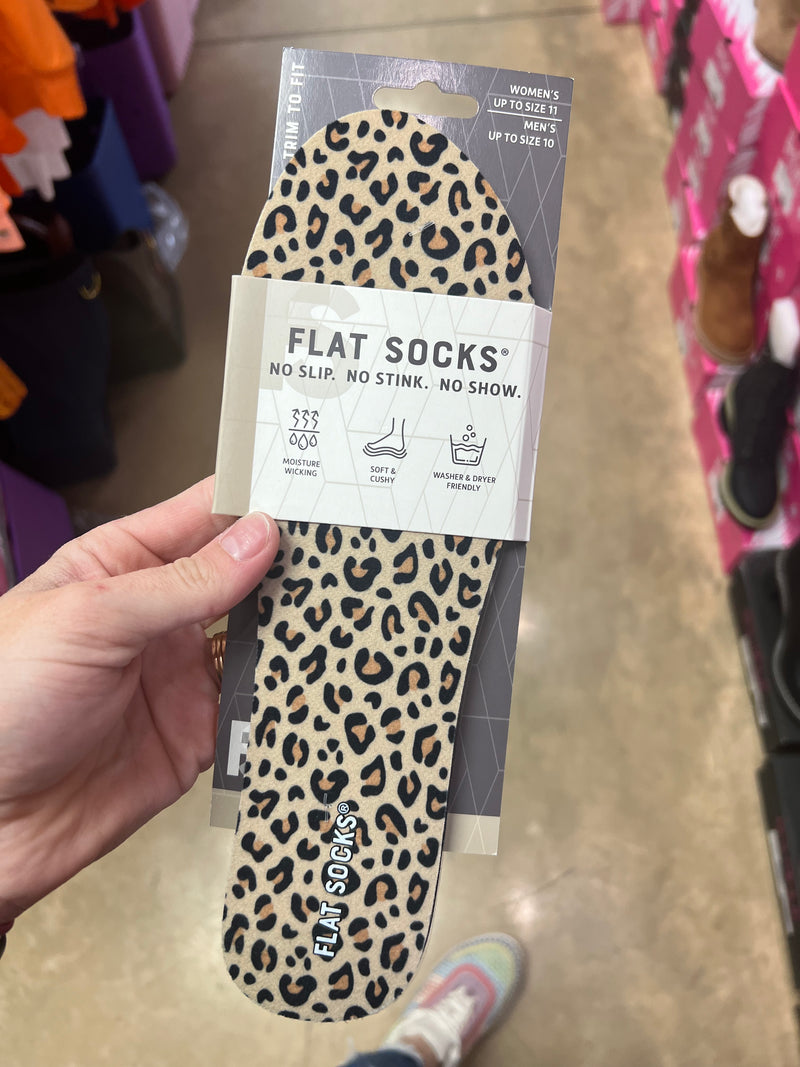 TRIM TO FIT
WOMEN'S
UP TO SIZE 11
MEN'S
UP TO SIZE 10
FLAT SOCKS®
NO SLIP. NO STINK. NO SHOW.
MOISTURE
WICKING
SOFT &
CUSHY
WASHER & DRYER
FRIENDLY
FLAT SOCKS®